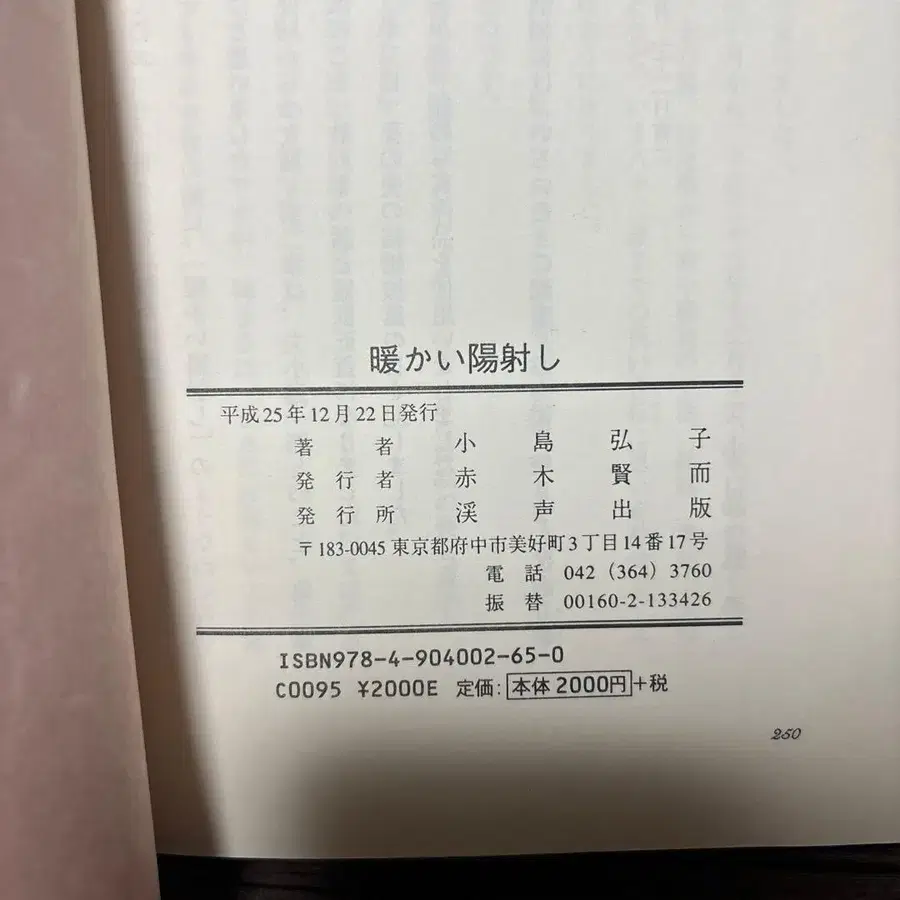 暖かい陽射し
平成25年12月22日発行
著者 小島弘子
発行者 赤木賢而
発行所 渓声出版
〒183-0045 東京都府中市美好町3丁目14番17号
電話 042（364）3760
振替 00160-2-133426
ISBN978-4-904002-65-0
C0095 ¥2000E 定価：本体2000円+税
250